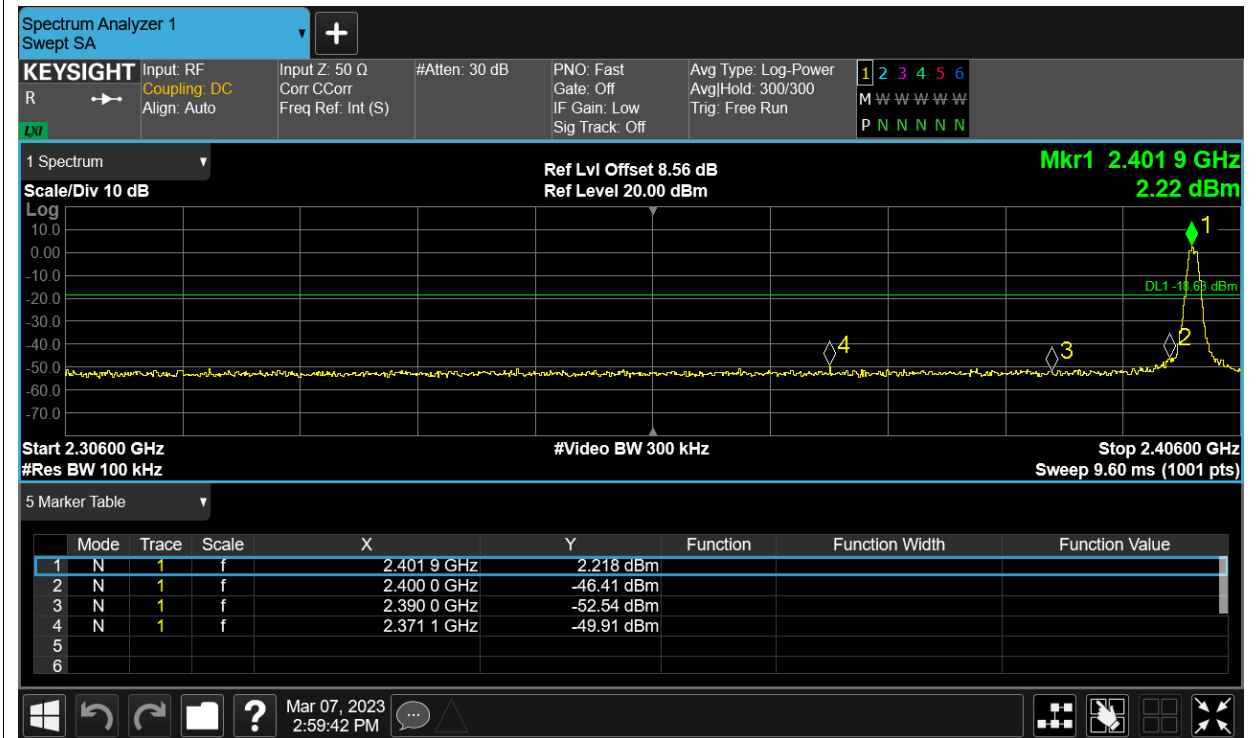 Spectrum Analyzer 1
Swept SA
KEYSIGHT Input: RF Input Z: 50 Ω #Atten: 30 dB PNO: Fast Avg Type: Log-Power 1 2 3 4 5 6
R Coupling: DC Corr CCorr Gate: Off Avg|Hold: 300/300 M W W W W W W
Align: Auto Freq Ref: Int (S) IF Gain: Low Trig: Free Run
LXI Sig Track: Off P N N N N N
1 Spectrum Ref Lvl Offset 8.56 dB Mkr1 2.401 9 GHz
Scale/Div 10 dB Ref Level 20.00 dBm 2.22 dBm
Log
1
10.0
0.00
-10.0
DL1 -18.63 dBm
-20.0
-30.0
-40.0
4 3 2
-50.0
-60.0
-70.0
Start 2.30600 GHz #Video BW 300 kHz Stop 2.40600 GHz
#Res BW 100 kHz Sweep 9.60 ms (1001 pts)
5 Marker Table
Mode Trace Scale X Y Function Function Width Function Value
1 N 1 f 2.401 9 GHz 2.218 dBm
2 N 1 f 2.400 0 GHz -46.41 dBm
3 N 1 f 2.390 0 GHz -52.54 dBm
4 N 1 f 2.371 1 GHz -49.91 dBm
5
6
? Mar 07, 2023
2:59:42 PM